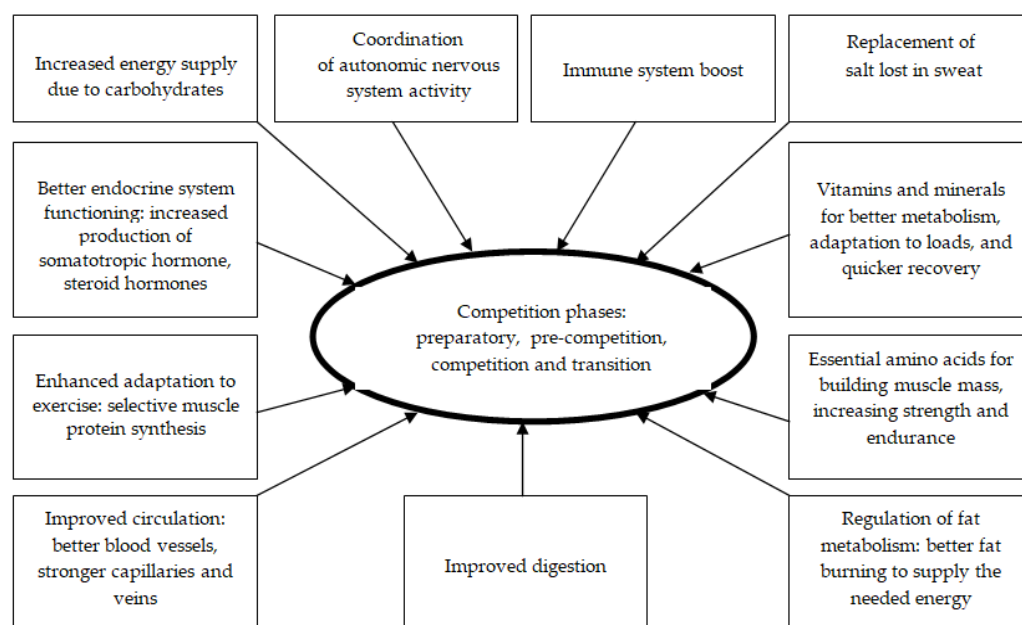 Increased energy supply
due to carbohydrates
Coordination
of autonomic nervous
system activity
Immune system boost
Replacement of
salt lost in sweat
Better endocrine system
functioning: increased
production of
somatotropic hormone,
steroid hormones
Vitamins and minerals
for better metabolism,
adaptation to loads, and
quicker recovery
Competition phases:
preparatory, pre-competition,
competition and transition
Enhanced adaptation to
exercise: selective muscle
protein synthesis
Essential amino acids for
building muscle mass,
increasing strength and
endurance
Improved circulation:
better blood vessels,
stronger capillaries and
veins
Improved digestion
Regulation of fat
metabolism: better fat
burning to supply the
needed energy